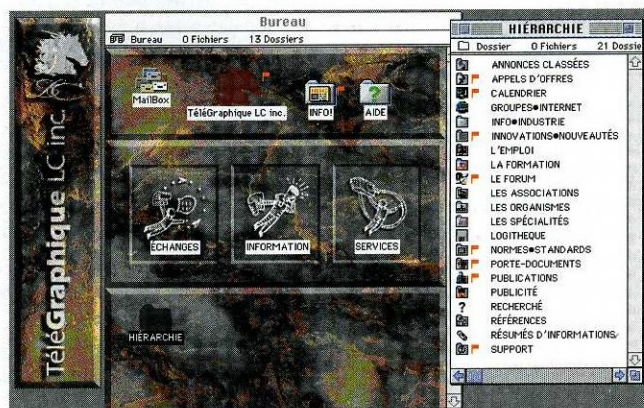 Bureau
Bureau 0 Fichiers 13 Dossiers
TéléGraphique LC inc.
MailBox
TéléGraphique LC inc.
INFO!
AIDE
ÉCHANGES
INFORMATION
SERVICES
HIÉRARCHIE
HIÉRARCHIE
Dossier 0 Fichiers 21 Dossie
ANNONCES CLASSÉES
APPELS D'OFFRES
CALENDRIER
GROUPES•INTERNET
INFO•INDUSTRIE
INNOVATIONS•NOUVEAUTÉS
L'EMPLOI
LA FORMATION
LE FORUM
LES ASSOCIATIONS
LES ORGANISMES
LES SPÉCIALITÉS
LOGITHEQUE
NORMES•STANDARDS
PORTE-DOCUMENTS
PUBLICATIONS
PUBLICITÉ
? RECHERCHÉ
RÉFÉRENCES
RÉSUMÉS D'INFORMATIONS/
SUPPORT